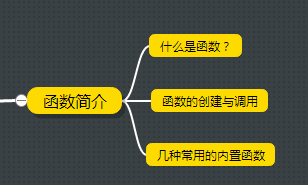 什么是函数？
函数简介
函数的创建与调用
几种常用的内置函数